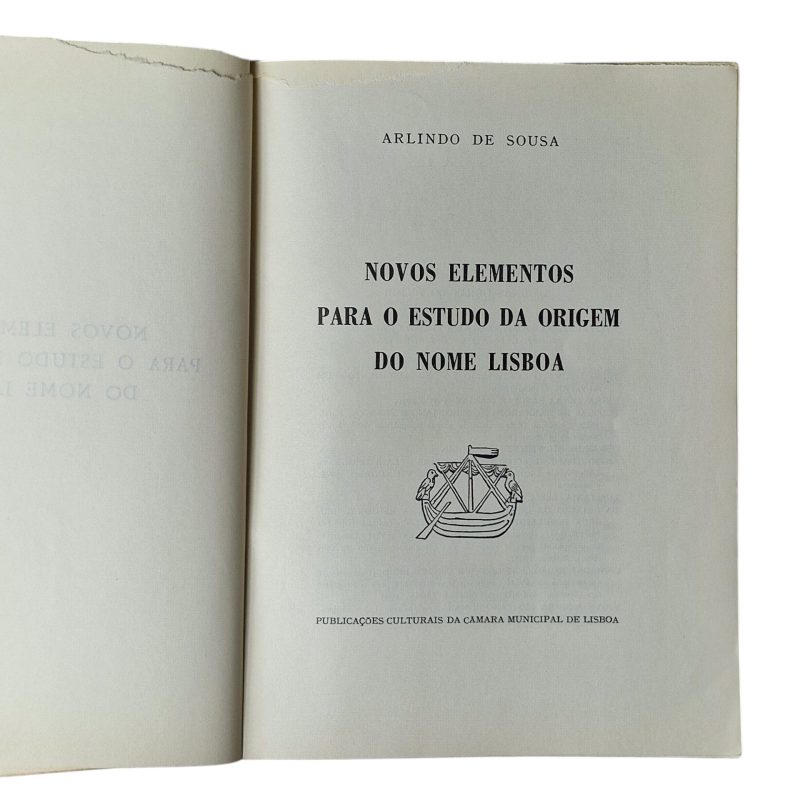 ARLINDO DE SOUSA
NOVOS ELEMENTOS
PARA O ESTUDO DA ORIGEM
DO NOME LISBOA
PUBLICAÇÕES CULTURAIS DA CÂMARA MUNICIPAL DE LISBOA